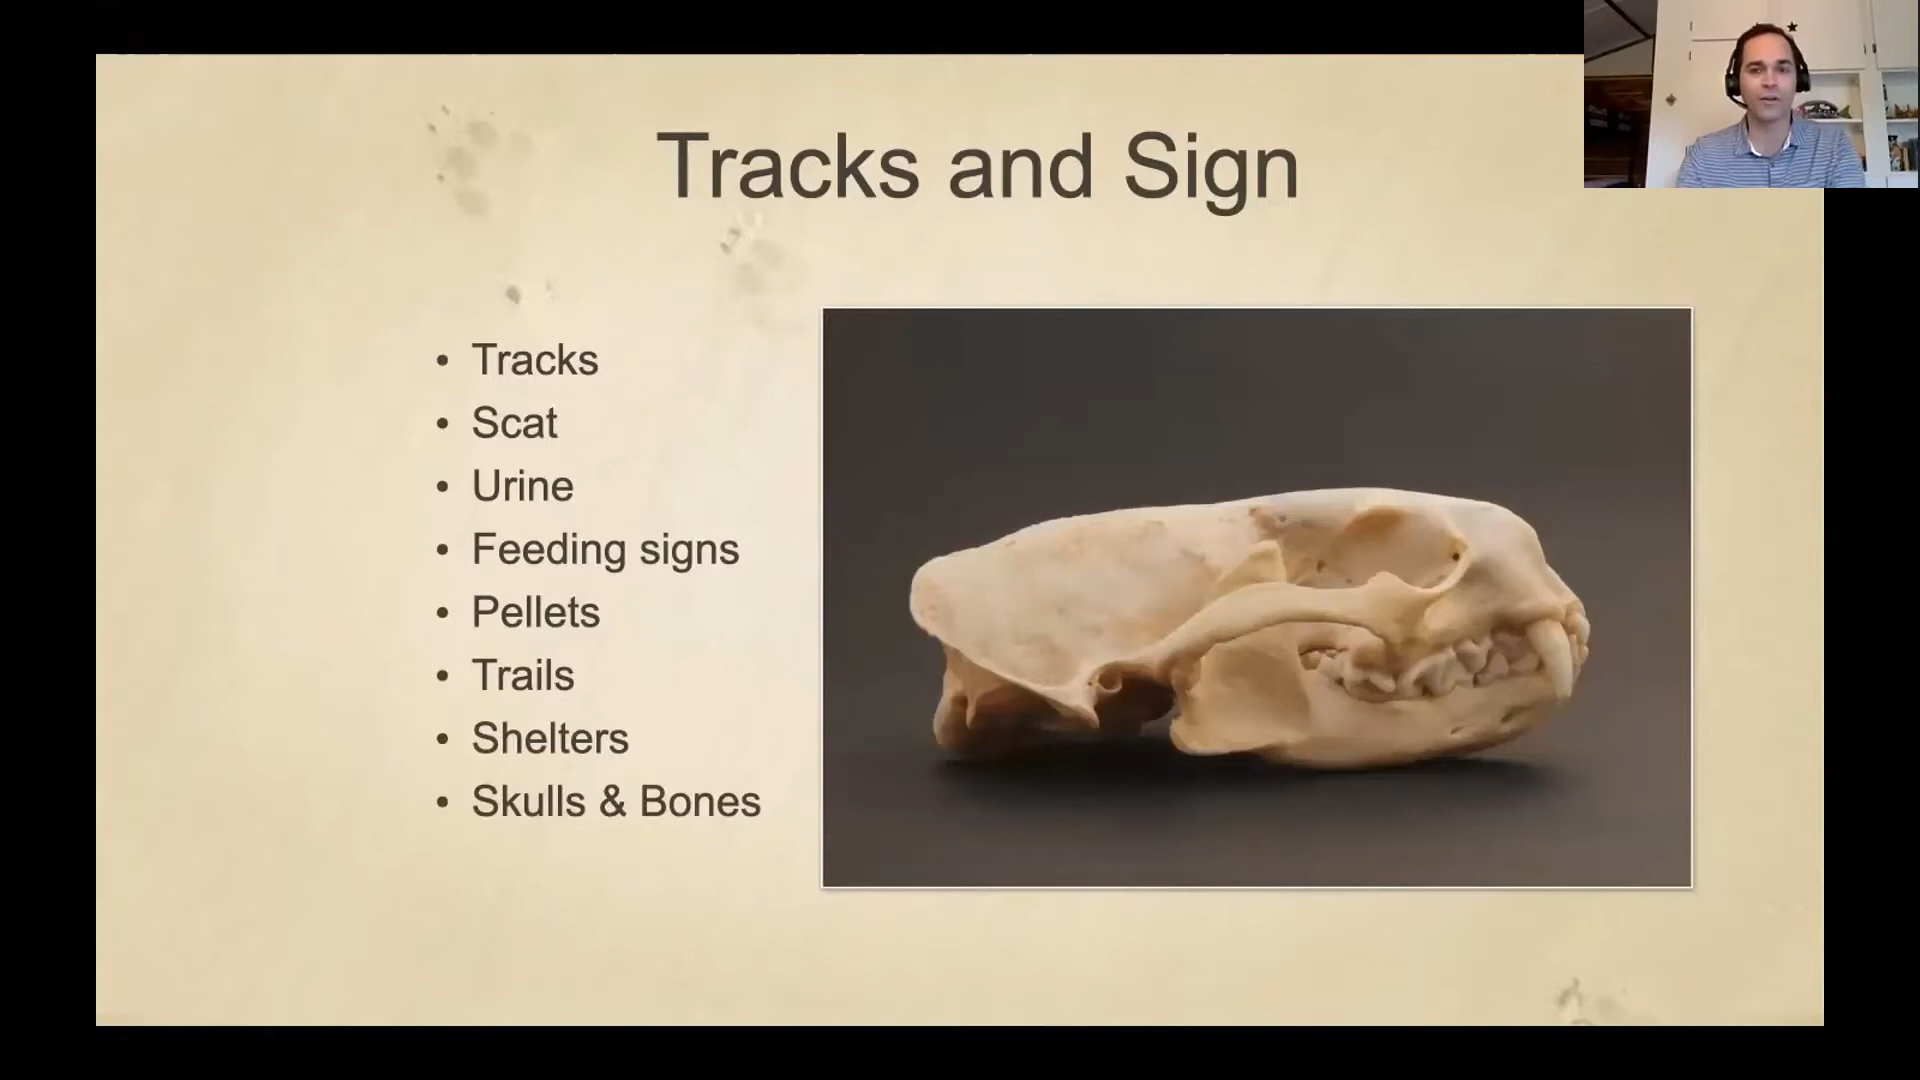 Tracks and Sign
• Tracks
• Scat
• Urine
• Feeding signs
• Pellets
• Trails
• Shelters
• Skulls & Bones